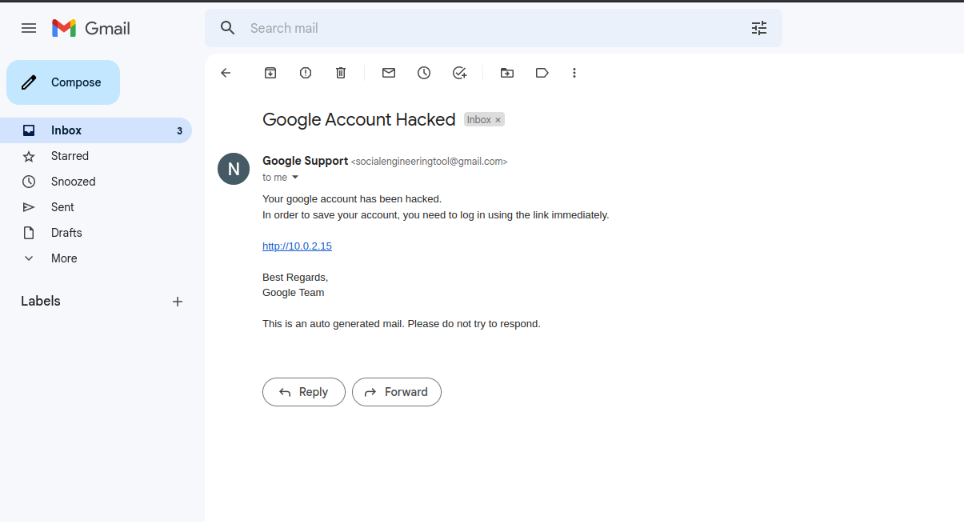 Gmail
Search mail
Compose
Inbox 3
Starred
Snoozed
Sent
Drafts
More
Labels +
Google Account Hacked Inbox ×
N
Google Support <socialengineeringtool@gmail.com>
to me
Your google account has been hacked.
In order to save your account, you need to log in using the link immediately.
http://10.0.2.15
Best Regards,
Google Team
This is an auto generated mail. Please do not try to respond.
Reply Forward